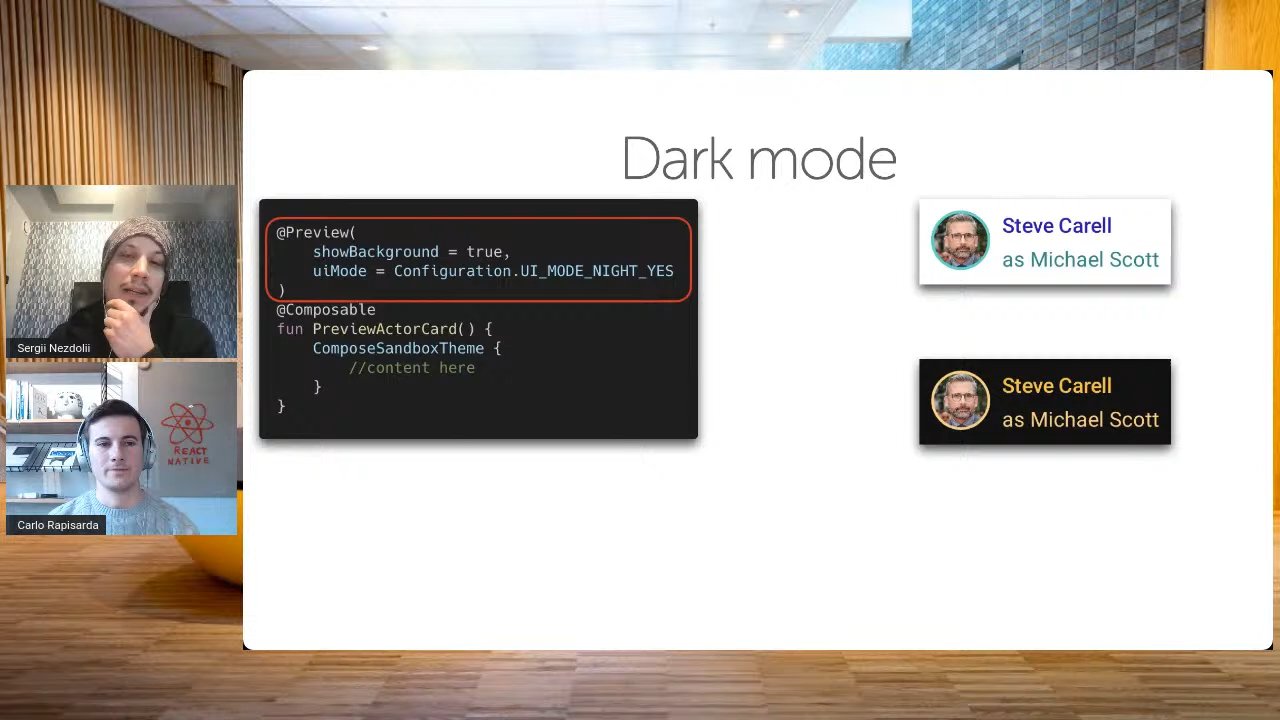 Dark mode
@Preview(
showBackground = true,
uiMode = Configuration.UI_MODE_NIGHT_YES
)
@Composable
fun PreviewActorCard() {
ComposeSandboxTheme {
//content here
}
}
Steve Carell
as Michael Scott
Steve Carell
as Michael Scott
Sergii Nezdolii
REACT
NATIVE
Carlo Rapisarda